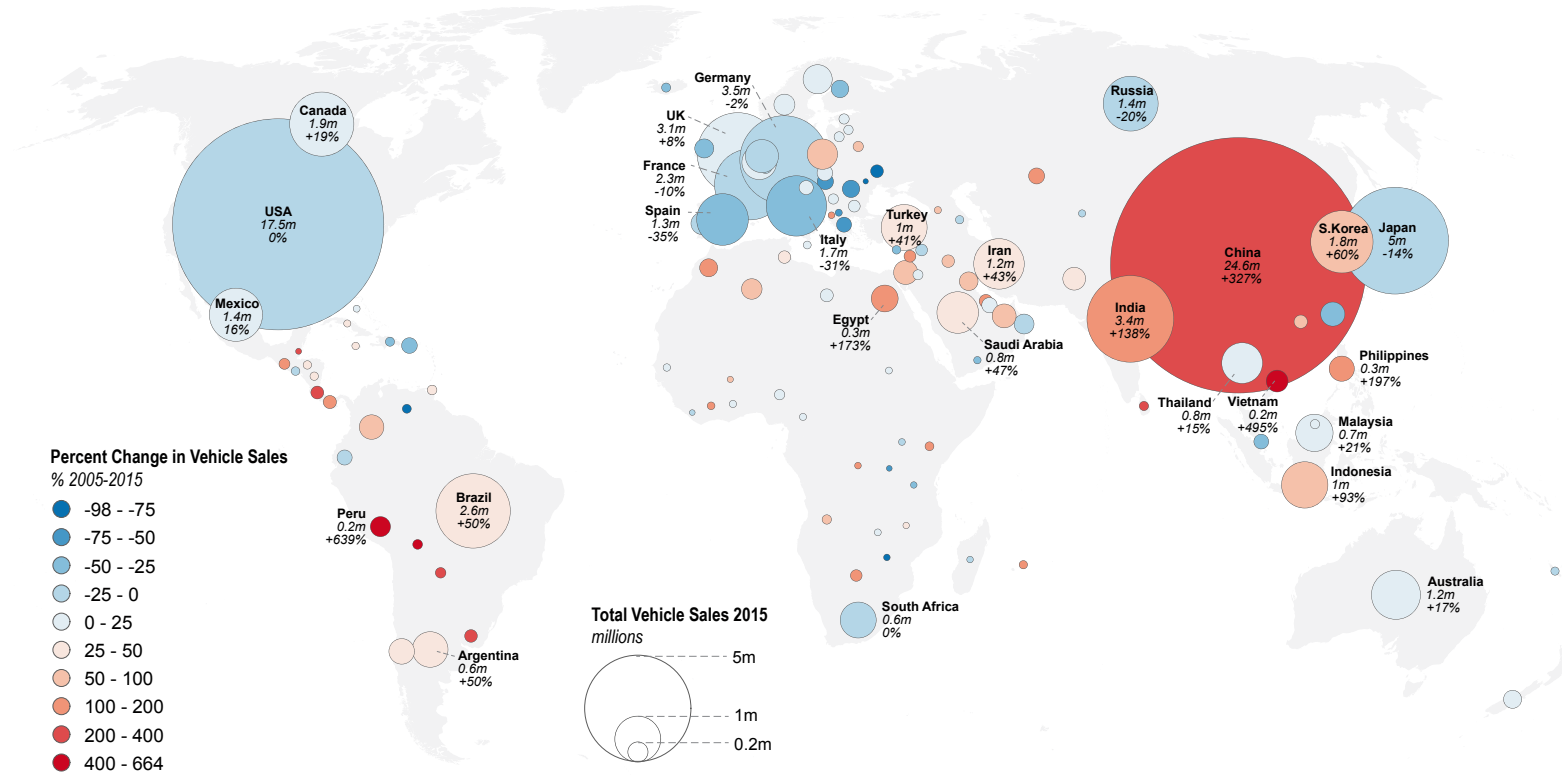 Canada
1.9m
+19%
USA
17.5m
0%
Mexico
1.4m
16%
Germany
3.5m
-2%
UK
3.1m
+8%
France
2.3m
-10%
Spain
1.3m
-35%
Italy
1.7m
-31%
Russia
1.4m
-20%
Turkey
1m
+41%
Iran
1.2m
+43%
Egypt
0.3m
+173%
Saudi Arabia
0.8m
+47%
China
24.6m
+327%
S.Korea
1.8m
+60%
Japan
5m
-14%
India
3.4m
+138%
Thailand
0.8m
+15%
Vietnam
0.2m
+495%
Philippines
0.3m
+197%
Malaysia
0.7m
+21%
Indonesia
1m
+93%
Brazil
2.6m
+50%
Peru
0.2m
+639%
Argentina
0.6m
+50%
South Africa
0.6m
0%
Australia
1.2m
+17%
Percent Change in Vehicle Sales
% 2005-2015
-98 - -75
-75 - -50
-50 - -25
-25 - 0
0 - 25
25 - 50
50 - 100
100 - 200
200 - 400
400 - 664
Total Vehicle Sales 2015
millions
5m
1m
0.2m